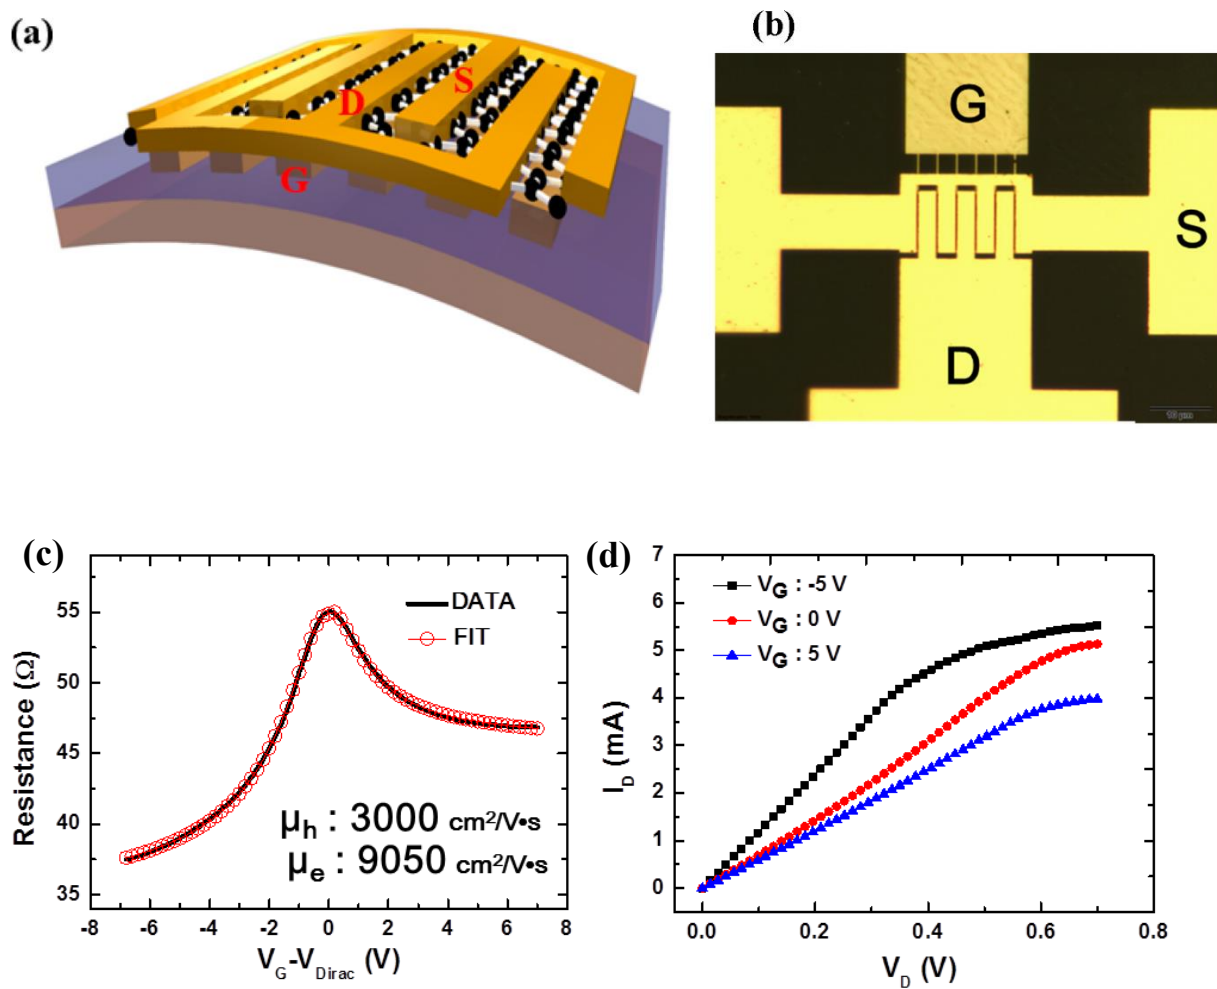 (a)
D
S
G
(b)
G
S
D
10 µm
(c)
Resistance (Ω)
55
50
45
40
35
DATA
FIT
μh : 3000 cm²/V•s
μe : 9050 cm²/V•s
-8 -6 -4 -2 0 2 4 6 8
VG-VDirac (V)
(d)
ID (mA)
7
6
5
4
3
2
1
0
VG : -5 V
VG : 0 V
VG : 5 V
0.0 0.2 0.4 0.6 0.8
VD (V)